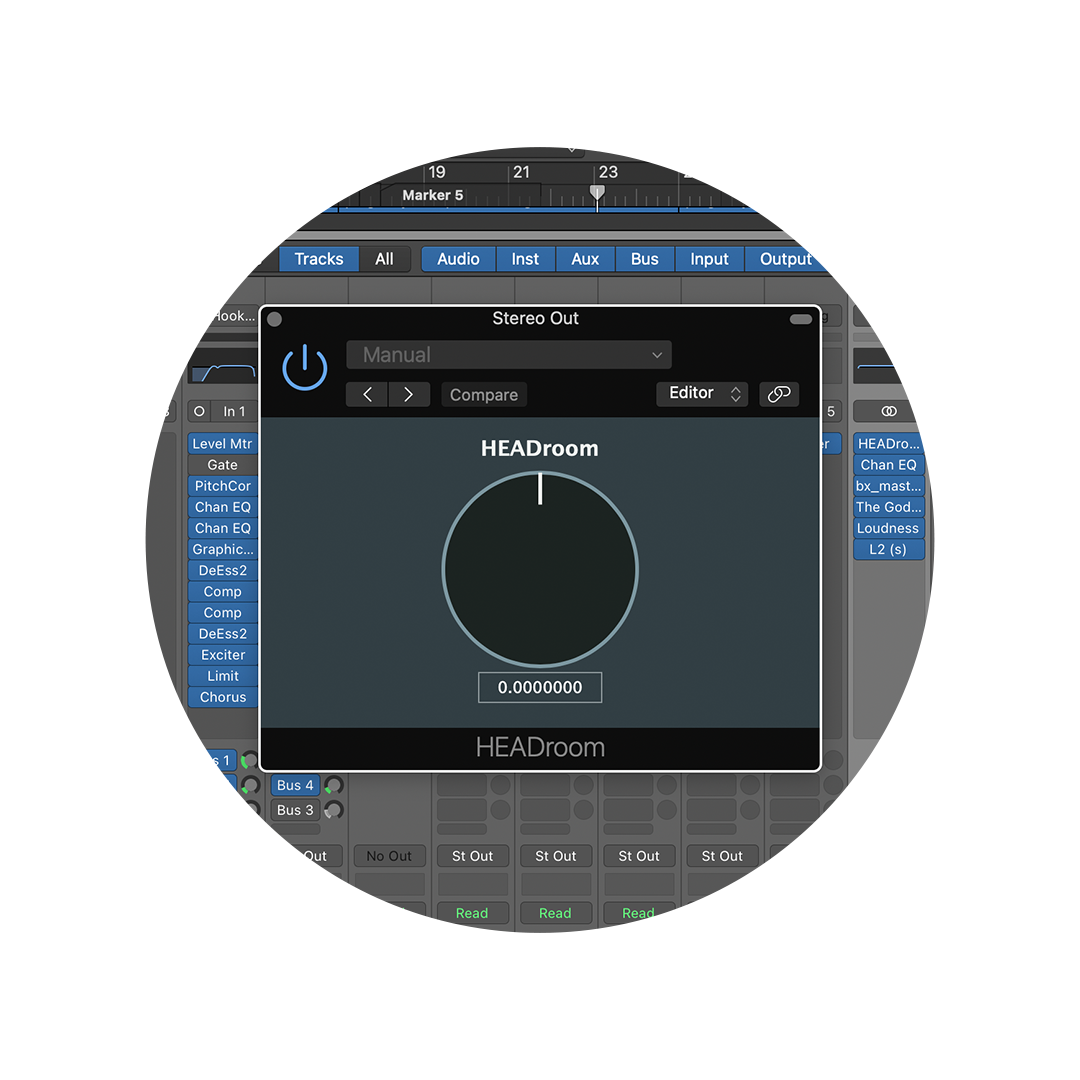 19 21 23
Marker 5
Tracks All Audio Inst Aux Bus Input Output
Hook...
Stereo Out
Manual
Compare
Editor
In 1
5
HEADroom
0.0000000
HEADroom
Level Mtr
Gate
PitchCor
Chan EQ
Chan EQ
Graphic...
DeEss2
Comp
Comp
DeEss2
Exciter
Limit
Chorus
HEADro...
Chan EQ
bx_mast...
The God...
Loudness
L2 (s)
Bus 4
Bus 3
Out No Out St Out St Out St Out St Out
Read Read Read